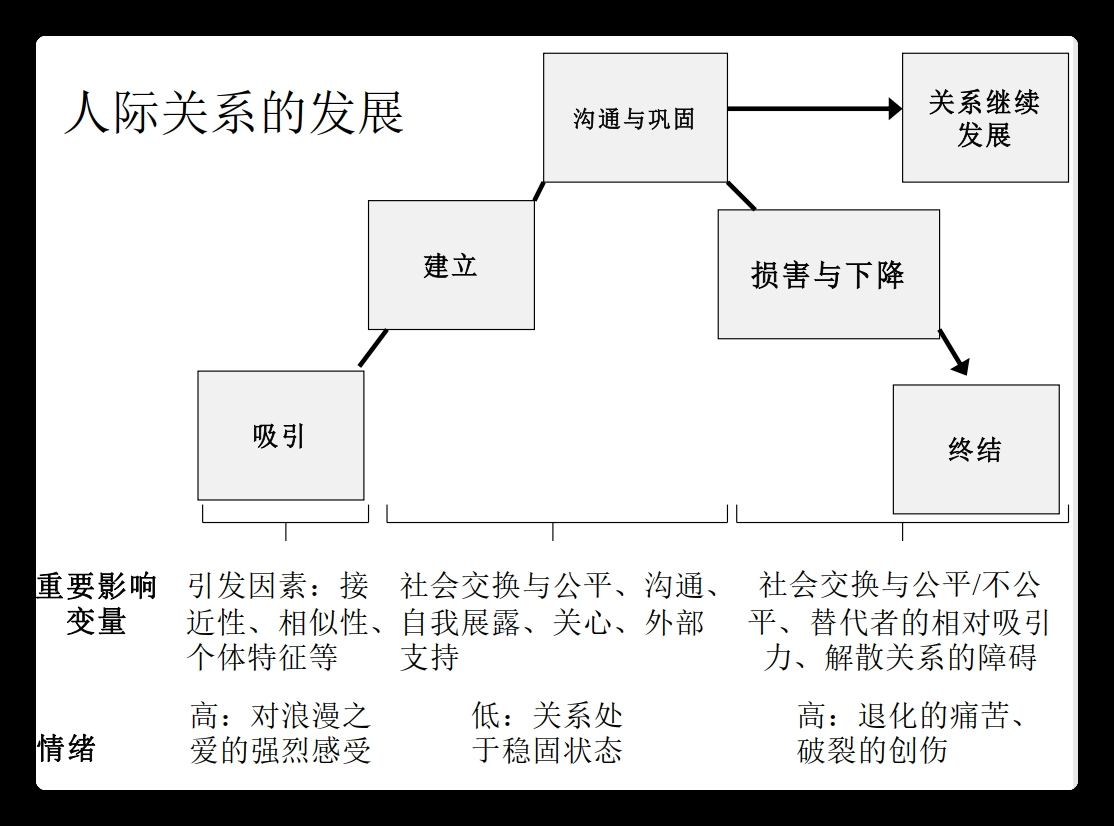 人际关系的发展
沟通与巩固
关系继续
发展
建立
损害与下降
吸引
终结
重要影响
变量
引发因素：接
近性、相似性、
个体特征等
社会交换与公平、沟通、
自我展露、关心、外部
支持
社会交换与公平/不公
平、替代者的相对吸引
力、解散关系的障碍
情绪
高：对浪漫之
爱的强烈感受
低：关系处
于稳固状态
高：退化的痛苦、
破裂的创伤